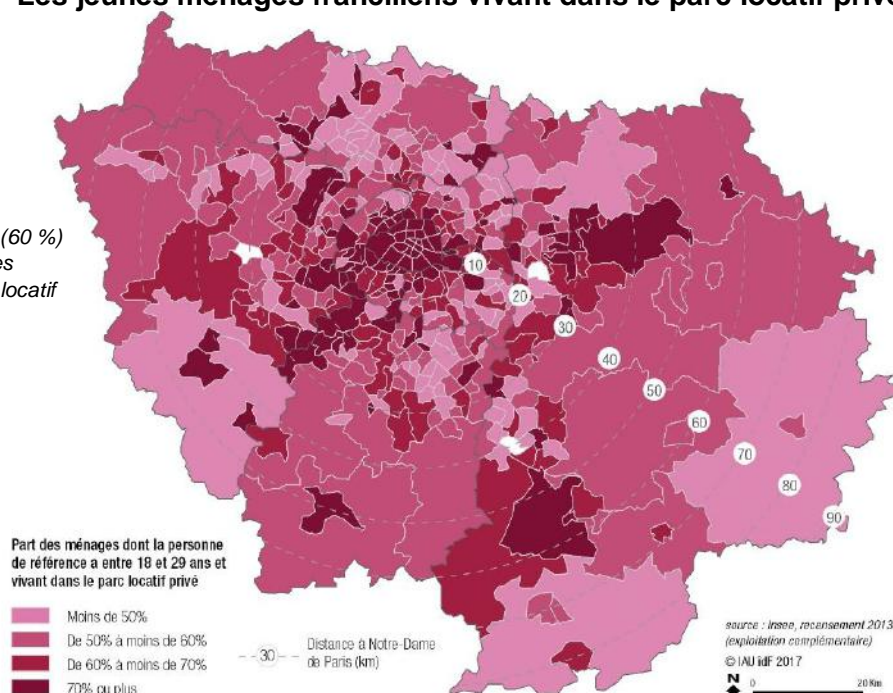 Les jeunes ménages franciliens vivant dans le parc locatif privé
(60 %)
es
locatif
10
20
30
40
50
60
70
80
90
Part des ménages dont la personne
de référence a entre 18 et 29 ans et
vivant dans le parc locatif privé
Moins de 50%
De 50% à moins de 60%
De 60% à moins de 70%
70% ou plus
30
Distance à Notre-Dame
de Paris (km)
source : Insee, recensement 2013
(exploitation complémentaire)
© IAU îdF 2017
N
0 20 Km